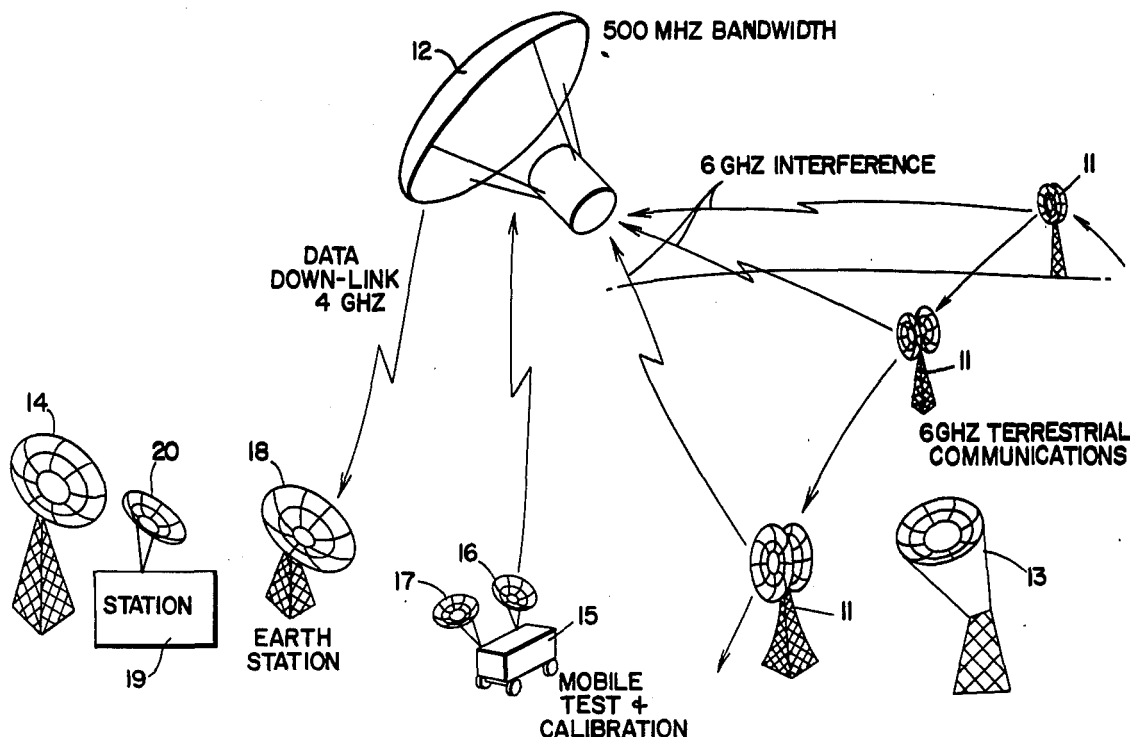 500 MHZ BANDWIDTH
12
6 GHZ INTERFERENCE
11
DATA
DOWN-LINK
4 GHZ
11
6GHZ TERRESTRIAL
COMMUNICATIONS
14
20
18
16
17
15
13
11
STATION
19
EARTH
STATION
MOBILE
TEST &
CALIBRATION